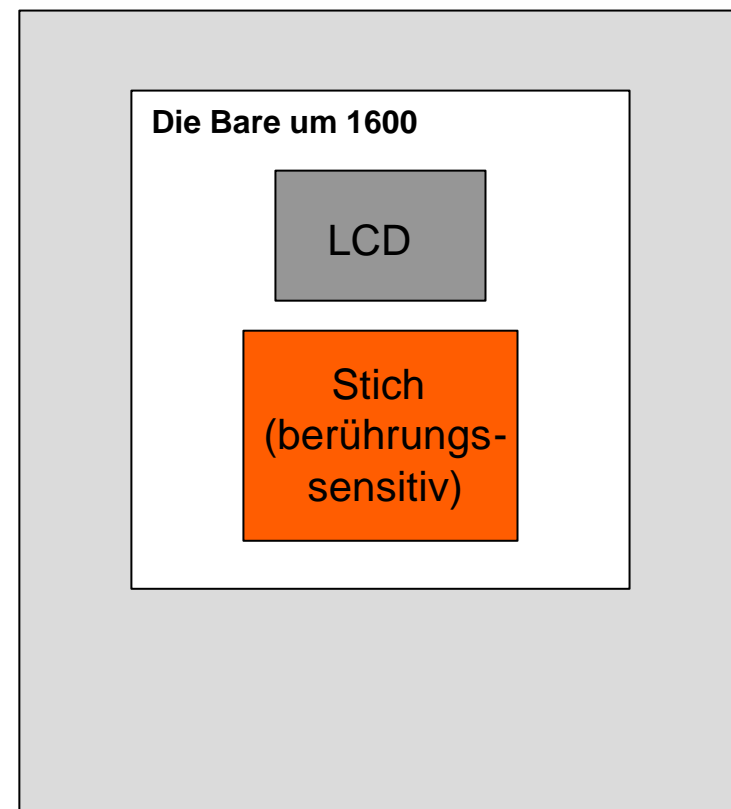 Die Bare um 1600
LCD
Stich
(berührungs-
sensitiv)